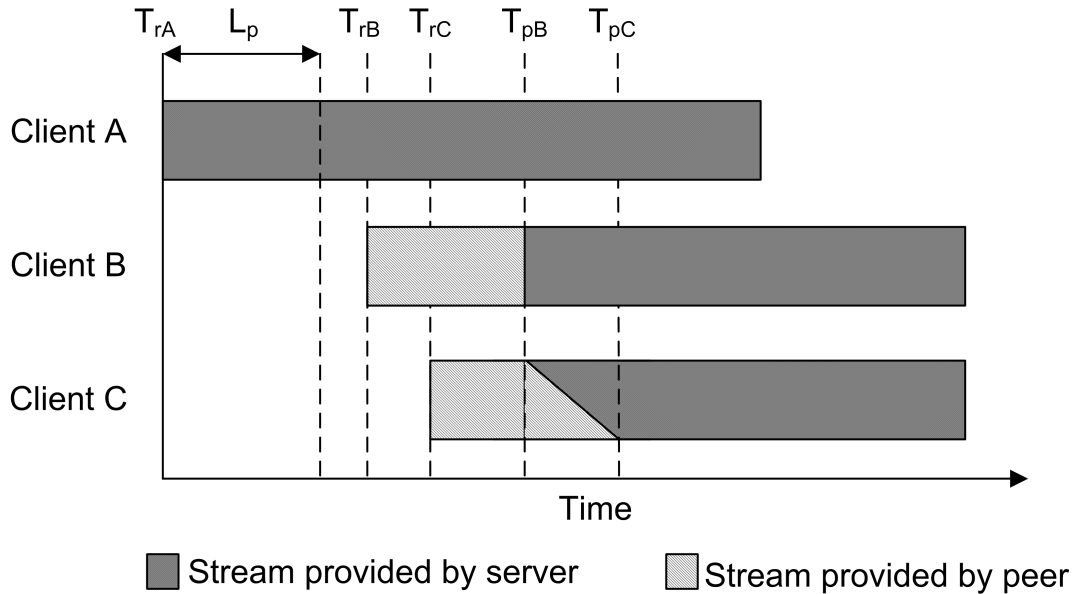 TrA Lp TrB TrC TpB TpC
Client A
Client B
Client C
Time
Stream provided by server Stream provided by peer